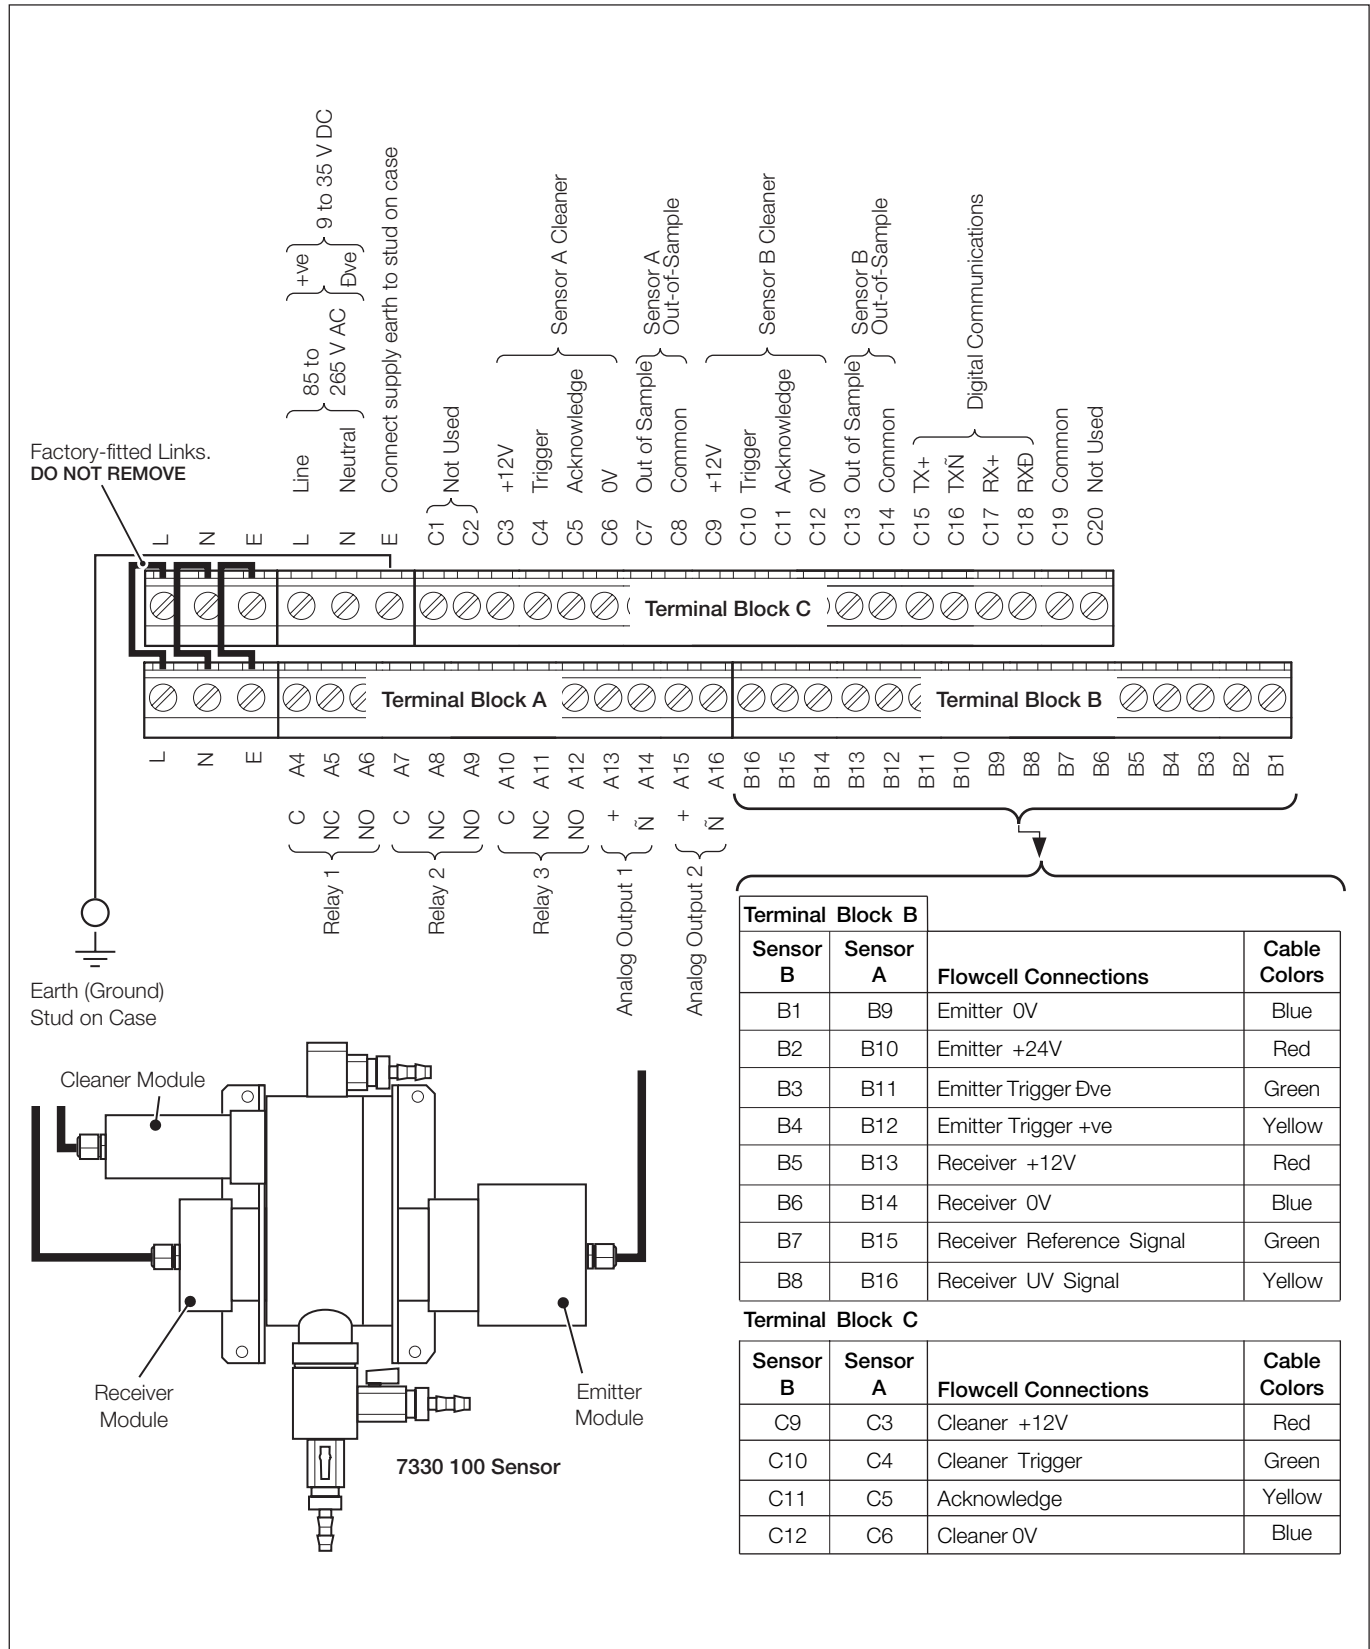 +ve
Ðve
9 to 35 V DC
85 to
265 V AC
Line
Neutral
Connect supply earth to stud on case
Not Used
+12V
Trigger
Acknowledge
0V
Sensor A Cleaner
Out of Sample
Common
Sensor A
Out-of-Sample
+12V
Trigger
Acknowledge
0V
Sensor B Cleaner
Out of Sample
Common
Sensor B
Out-of-Sample
TX+
TXÑ
RX+
RXÐ
Digital Communications
Common
Not Used
Factory-fitted Links.
DO NOT REMOVE
L N E L N E C1 C2 C3 C4 C5 C6 C7 C8 C9 C10 C11 C12 C13 C14 C15 C16 C17 C18 C19 C20
Terminal Block C
Terminal Block A
Terminal Block B
L N E A4 A5 A6 A7 A8 A9 A10 A11 A12 A13 A14 A15 A16 B16 B15 B14 B13 B12 B11 B10 B9 B8 B7 B6 B5 B4 B3 B2 B1
C NC NO C NC NO C NC NO + Ñ + Ñ
Relay 1
Relay 2
Relay 3
Analog Output 1
Analog Output 2
Earth (Ground)
Stud on Case
Cleaner Module
Receiver
Module
Emitter
Module
7330 100 Sensor
Terminal Block B
Sensor B Sensor A Flowcell Connections Cable Colors
B1 B9 Emitter 0V Blue
B2 B10 Emitter +24V Red
B3 B11 Emitter Trigger Ðve Green
B4 B12 Emitter Trigger +ve Yellow
B5 B13 Receiver +12V Red
B6 B14 Receiver 0V Blue
B7 B15 Receiver Reference Signal Green
B8 B16 Receiver UV Signal Yellow
Terminal Block C
Sensor B Sensor A Flowcell Connections Cable Colors
C9 C3 Cleaner +12V Red
C10 C4 Cleaner Trigger Green
C11 C5 Acknowledge Yellow
C12 C6 Cleaner 0V Blue